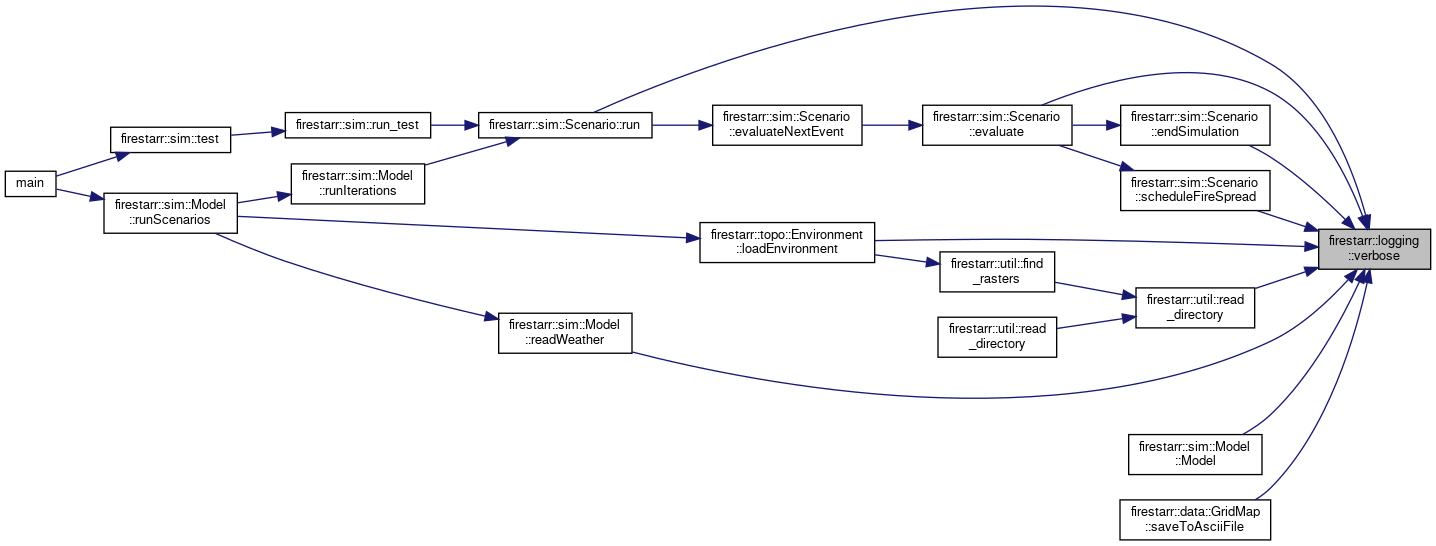 main
firestarr::sim::test
firestarr::sim::Model
::runScenarios
firestarr::sim::run_test
firestarr::sim::Model
::runIterations
firestarr::sim::Scenario::run
firestarr::sim::Model
::readWeather
firestarr::sim::Scenario
::evaluateNextEvent
firestarr::topo::Environment
::loadEnvironment
firestarr::sim::Scenario
::evaluate
firestarr::util::find
_rasters
firestarr::util::read
_directory
firestarr::sim::Scenario
::endSimulation
firestarr::sim::Scenario
::scheduleFireSpread
firestarr::util::read
_directory
firestarr::sim::Model
::Model
firestarr::data::GridMap
::saveToAsciiFile
firestarr::logging
::verbose